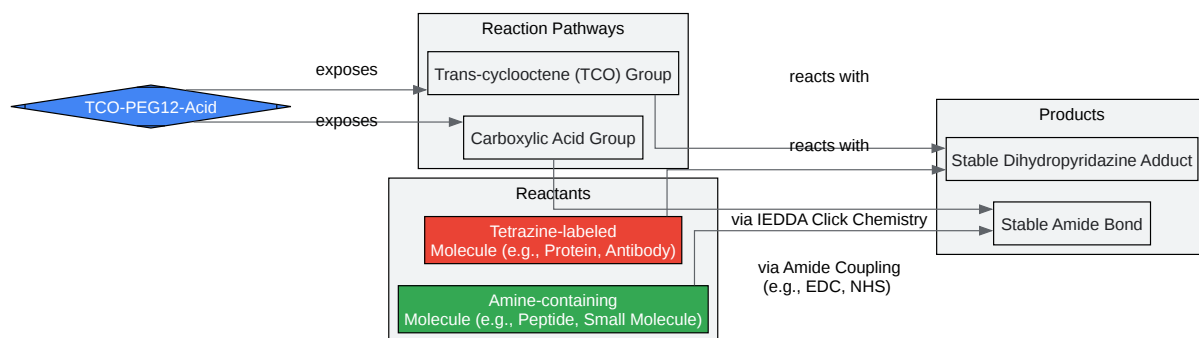 Reaction Pathways
exposes
Trans-cyclooctene (TCO) Group
reacts with
TCO-PEG12-Acid
exposes
Carboxylic Acid Group
reacts with
Products
Stable Dihydropyridazine Adduct
Reactants
Tetrazine-labeled
Molecule (e.g., Protein, Antibody)
via IEDDA Click Chemistry
Stable Amide Bond
via Amide Coupling
(e.g., EDC, NHS)
Amine-containing
Molecule (e.g., Peptide, Small Molecule)